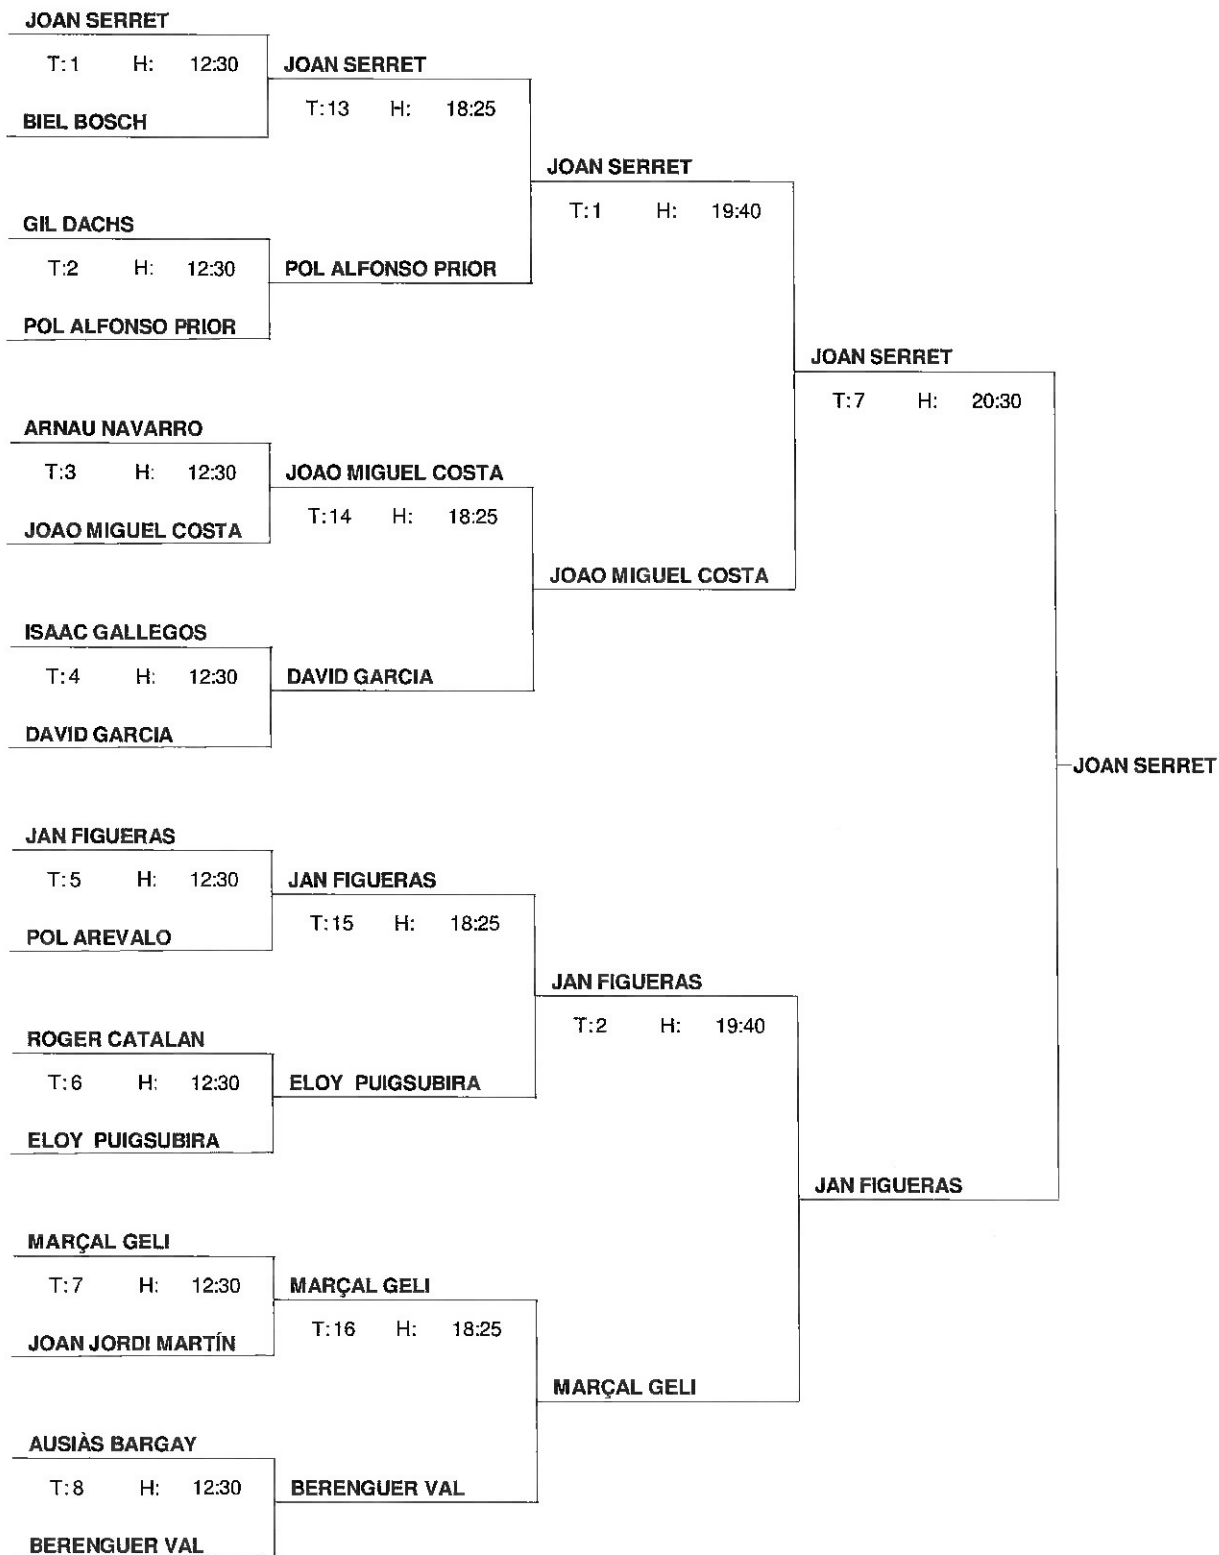 JOAN SERRET
T:1 H: 12:30
JOAN SERRET
BIEL BOSCH
T:13 H: 18:25
JOAN SERRET
GIL DACHS
T:1 H: 19:40
T:2 H: 12:30
POL ALFONSO PRIOR
POL ALFONSO PRIOR
JOAN SERRET
ARNAU NAVARRO
T:7 H: 20:30
T:3 H: 12:30
JOAO MIGUEL COSTA
JOAO MIGUEL COSTA
T:14 H: 18:25
JOAO MIGUEL COSTA
ISAAC GALLEGOS
T:4 H: 12:30
DAVID GARCIA
DAVID GARCIA
JOAN SERRET
JAN FIGUERAS
T:5 H: 12:30
JAN FIGUERAS
POL AREVALO
T:15 H: 18:25
JAN FIGUERAS
ROGER CATALAN
T:2 H: 19:40
T:6 H: 12:30
ELOY PUIGSUBIRA
ELOY PUIGSUBIRA
JAN FIGUERAS
MARÇAL GELI
T:7 H: 12:30
MARÇAL GELI
JOAN JORDI MARTÍN
T:16 H: 18:25
MARÇAL GELI
AUSIÀS BARGAY
T:8 H: 12:30
BERENGUER VAL
BERENGUER VAL